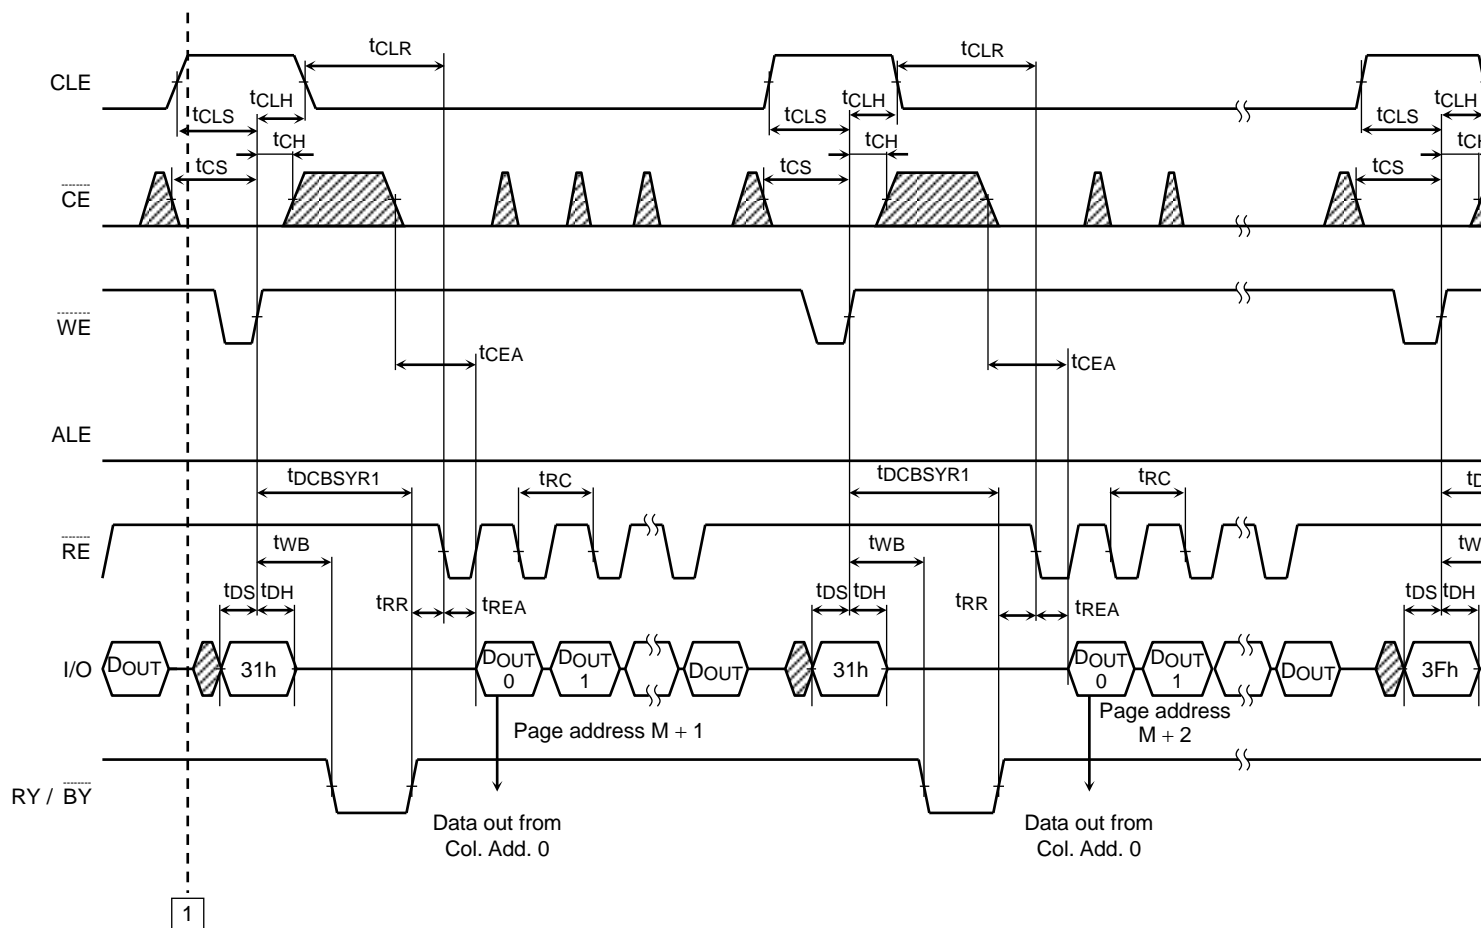 tCLR
tCLR
CLE
tCLH
tCLH
tCLH
tCLS
tCLS
tCLS
tCH
tCH
tCH
tCS
tCS
tCS
CE
WE
tCEA
tCEA
ALE
tDCBSYR1
tRC
tDCBSYR1
tRC
tD
RE
tWB
tWB
tW
tDS
tDH
tRR
tREA
tDS
tDH
tRR
tREA
tDS
tDH
I/O
DOUT
31h
DOUT
0
DOUT
1
DOUT
31h
DOUT
0
DOUT
1
DOUT
3Fh
Page address M + 1
Page address
M + 2
RY / BY
Data out from
Col. Add. 0
Data out from
Col. Add. 0
1